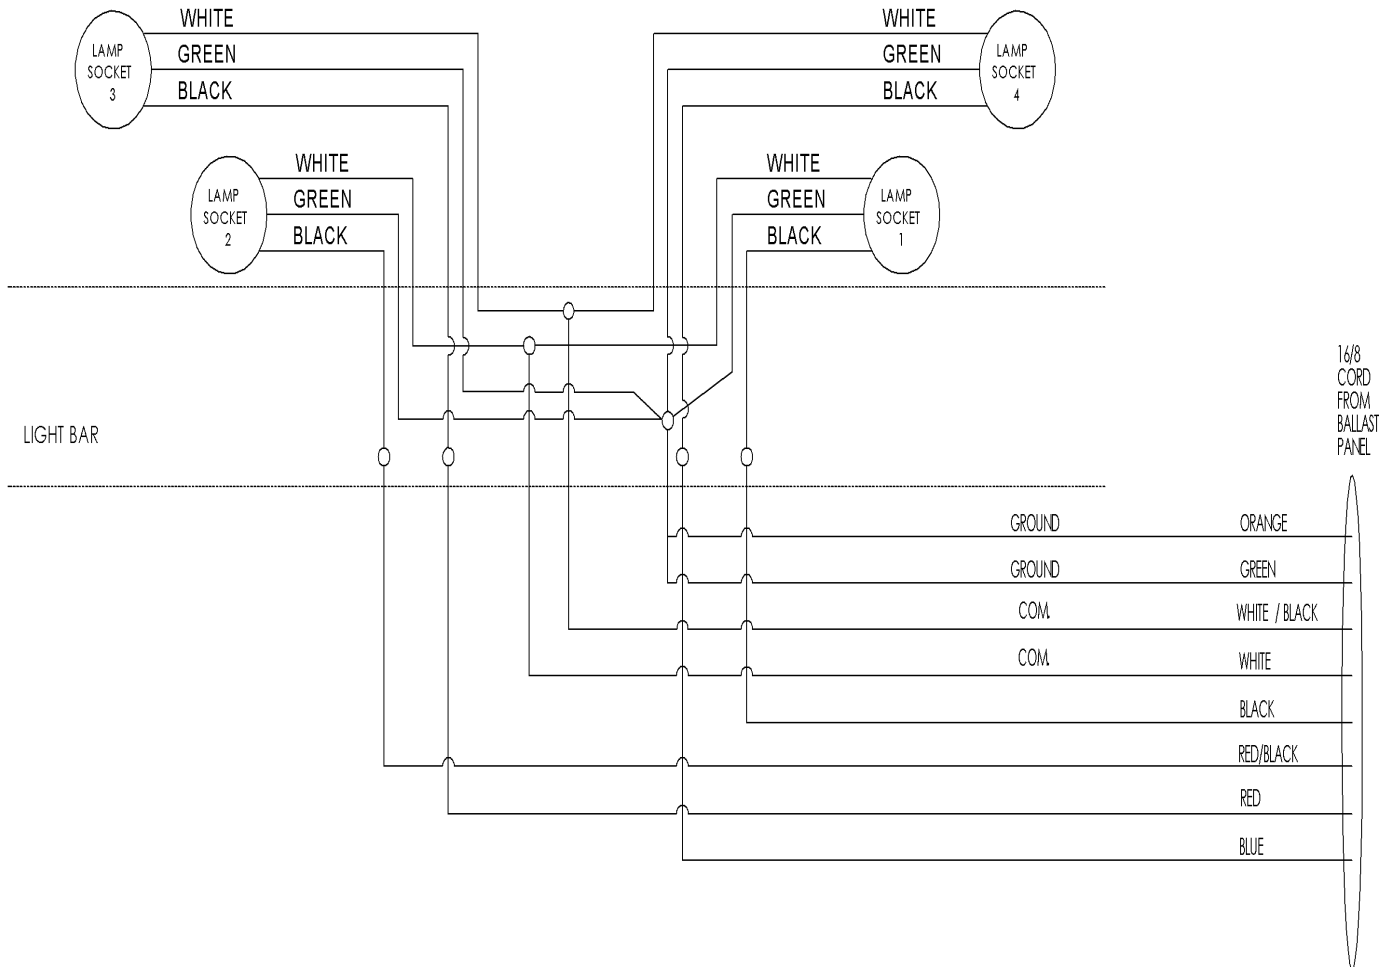 WHITE
GREEN
BLACK
LAMP
SOCKET
3
WHITE
GREEN
BLACK
LAMP
SOCKET
4
WHITE
GREEN
BLACK
LAMP
SOCKET
2
WHITE
GREEN
BLACK
LAMP
SOCKET
1
LIGHT BAR
16/8
CORD
FROM
BALLAST
PANEL
GROUND ORANGE
GROUND GREEN
COM. WHITE / BLACK
COM. WHITE
BLACK
RED/BLACK
RED
BLUE